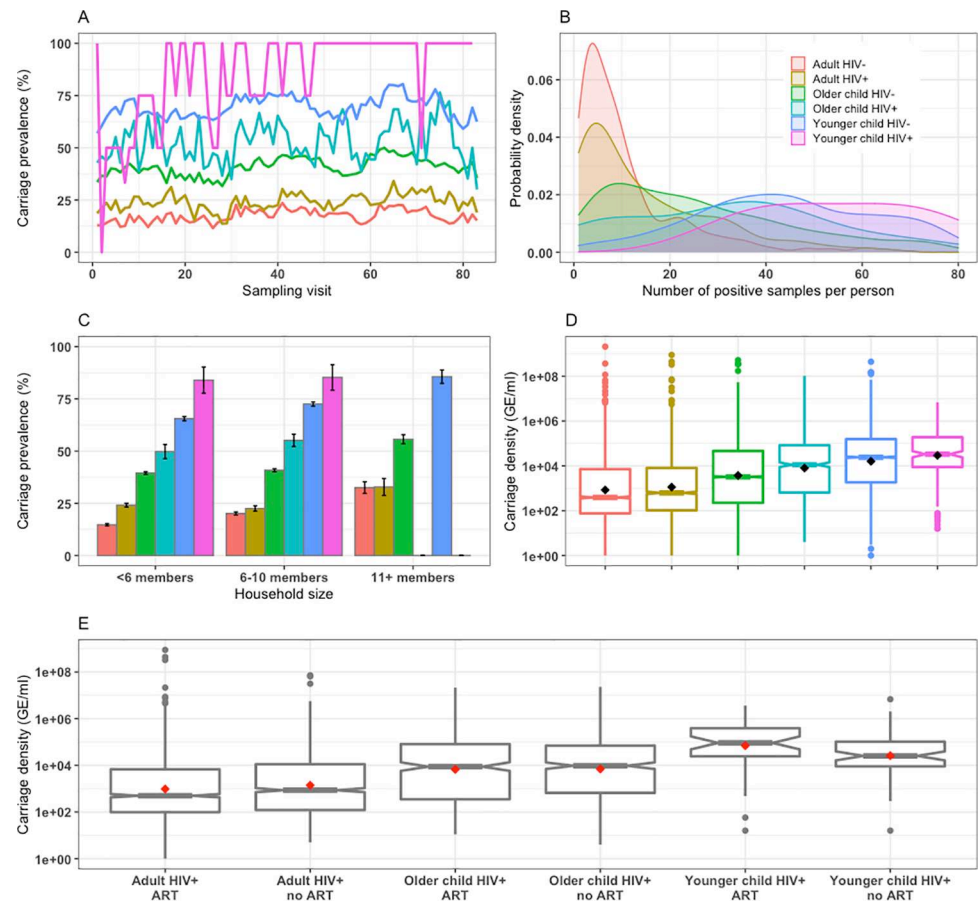 A
Carriage prevalence (%)
100
75
50
25
0
0
20
40
60
80
Sampling visit
B
Probability density
0.06
0.04
0.02
0.00
0
20
40
60
80
Number of positive samples per person
Adult HIV-
Adult HIV+
Older child HIV-
Older child HIV+
Younger child HIV-
Younger child HIV+
C
Carriage prevalence (%)
100
75
50
25
0
<6 members
6-10 members
11+ members
Household size
D
Carriage density (GE/ml)
1e+08
1e+06
1e+04
1e+02
1e+00
E
Carriage density (GE/ml)
1e+08
1e+06
1e+04
1e+02
1e+00
Adult HIV+
ART
Adult HIV+
no ART
Older child HIV+
ART
Older child HIV+
no ART
Younger child HIV+
ART
Younger child HIV+
no ART